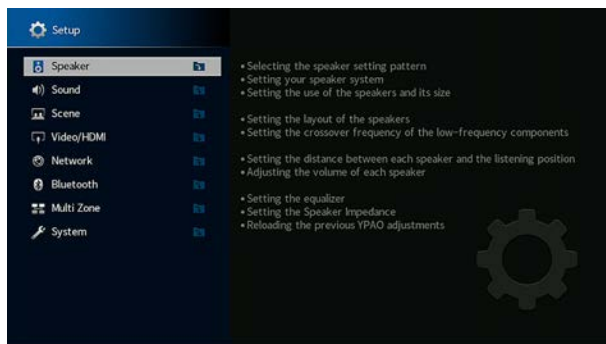 Setup
Speaker
Sound
Scene
Video/HDMI
Network
Bluetooth
Multi Zone
System
• Selecting the speaker setting pattern
• Setting your speaker system
• Setting the use of the speakers and its size
• Setting the layout of the speakers
• Setting the crossover frequency of the low-frequency components
• Setting the distance between each speaker and the listening position
• Adjusting the volume of each speaker
• Setting the equalizer
• Setting the Speaker Impedance
• Reloading the previous YPAO adjustments